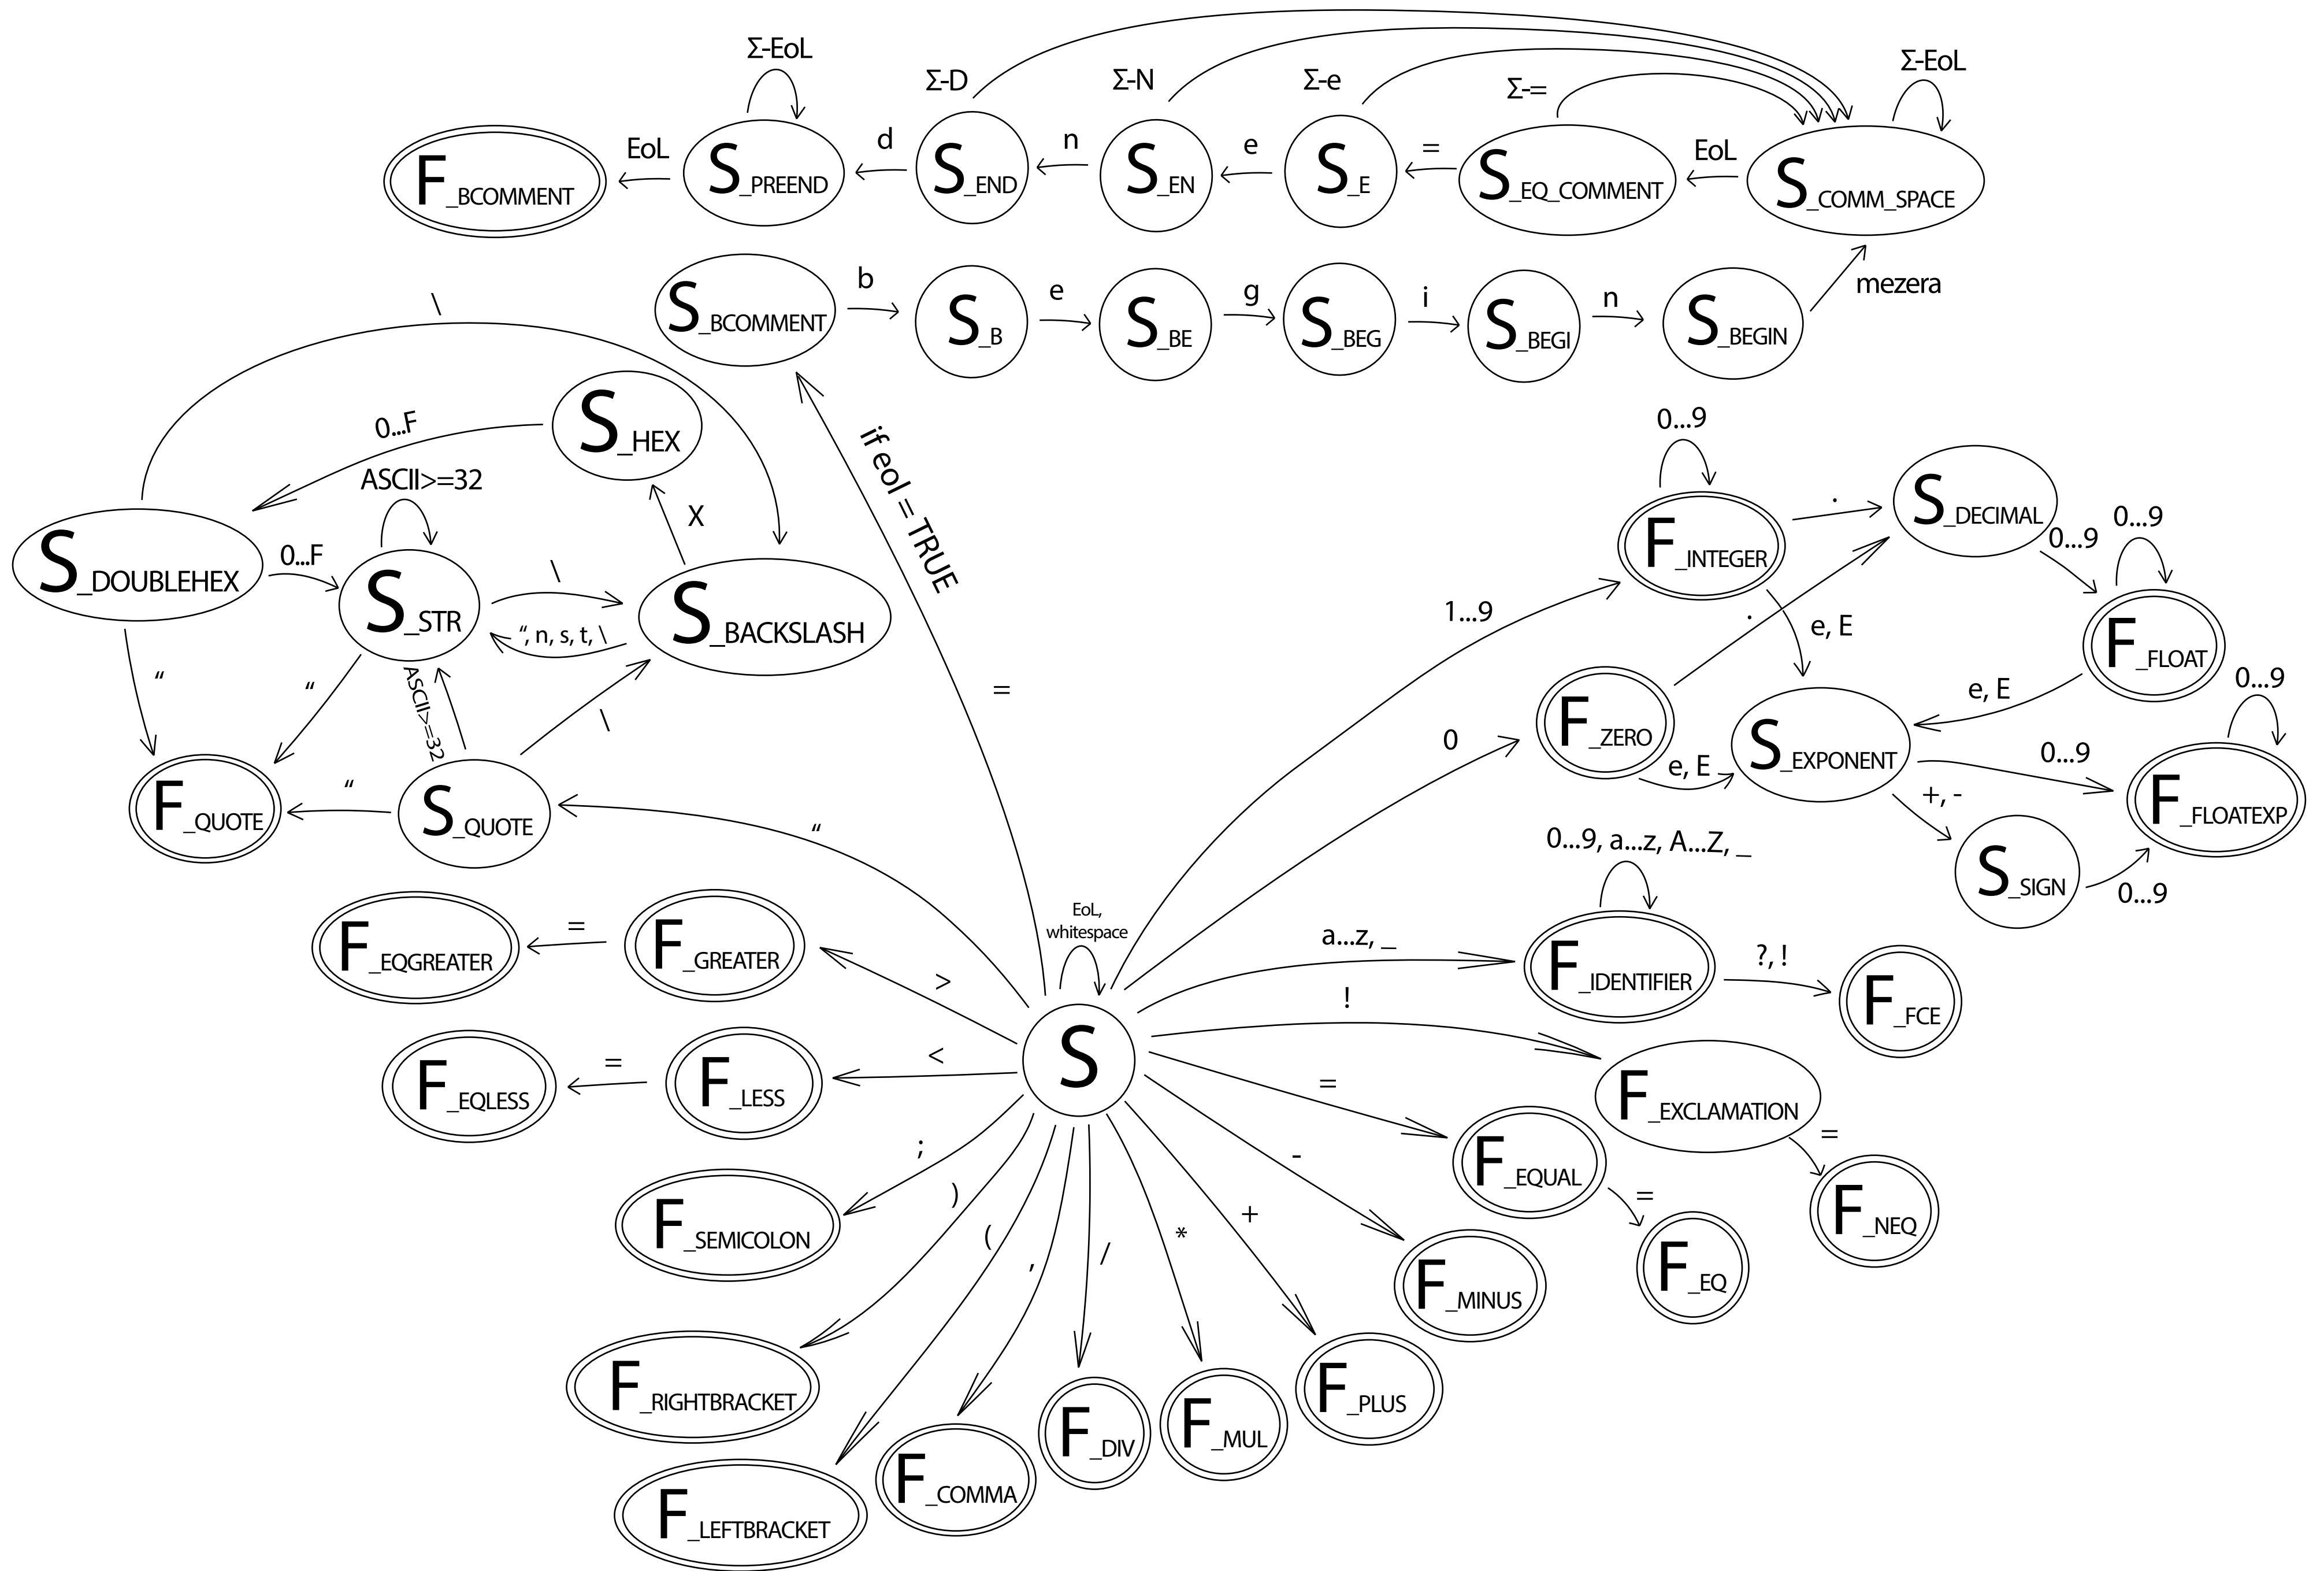 Σ-EoL
Σ-D
Σ-N
Σ-e
Σ-=
Σ-EoL
F_BCOMMENT
EoL
S_PREEND
d
S_END
n
S_EN
e
S_E
=
S_EQ_COMMENT
EoL
S_COMM_SPACE
S_BCOMMENT
b
S_B
e
S_BE
g
S_BEG
i
S_BEGI
n
S_BEGIN
mezera
\
0...F
S_HEX
ASCII>=32
X
S_DOUBLEHEX
0...F
S_STR
\
“, n, s, t, \
S_BACKSLASH
“
“
ASCII>=32
\
F_QUOTE
“
S_QUOTE
“
if eol = TRUE
=
0...9
F_INTEGER
.
S_DECIMAL
0...9
0...9
F_FLOAT
1...9
.
e, E
e, E
0
F_ZERO
e, E
S_EXPONENT
0...9
0...9
F_FLOATEXP
+, -
S_SIGN
0...9
0...9, a...z, A...Z, _
a...z, _
F_IDENTIFIER
?, !
F_FCE
EoL,
whitespace
F_EQGREATER
=
F_GREATER
>
F_EQLESS
=
F_LESS
<
S
!
F_EXCLAMATION
=
F_NEQ
=
F_EQUAL
=
F_EQ
-
F_MINUS
;
F_SEMICOLON
)
F_RIGHTBRACKET
(
F_LEFTBRACKET
,
F_COMMA
/
F_DIV
*
F_MUL
+
F_PLUS